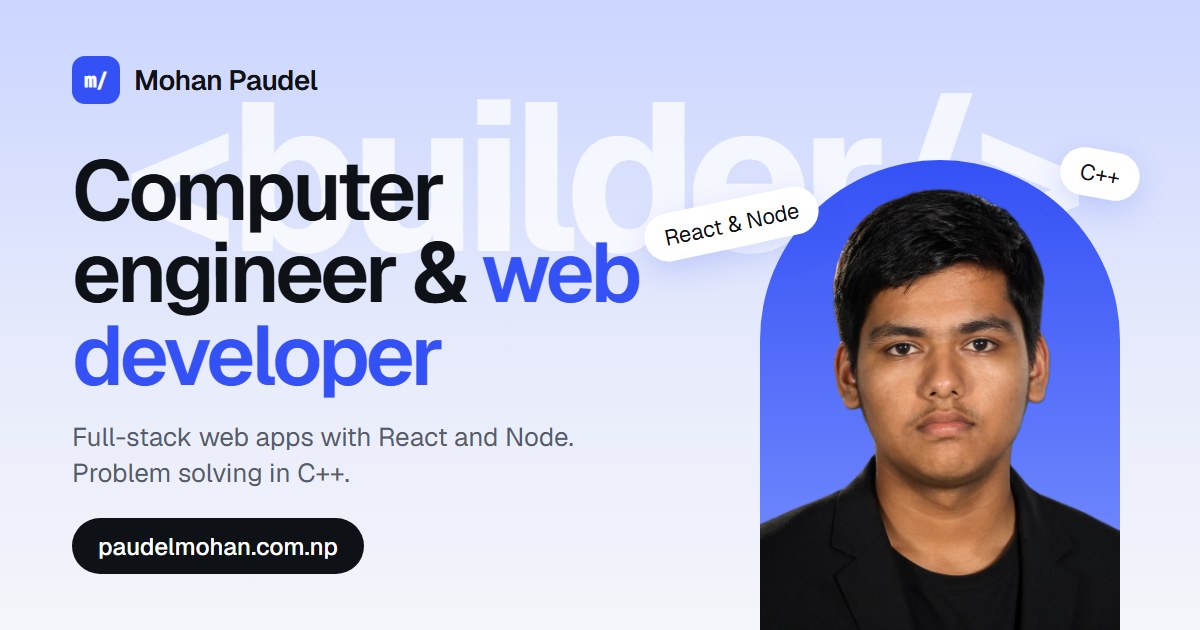 m/ Mohan Paudel
<builder/>
Computer
engineer & web
developer
React & Node
C++
Full-stack web apps with React and Node.
Problem solving in C++.
paudelmohan.com.np